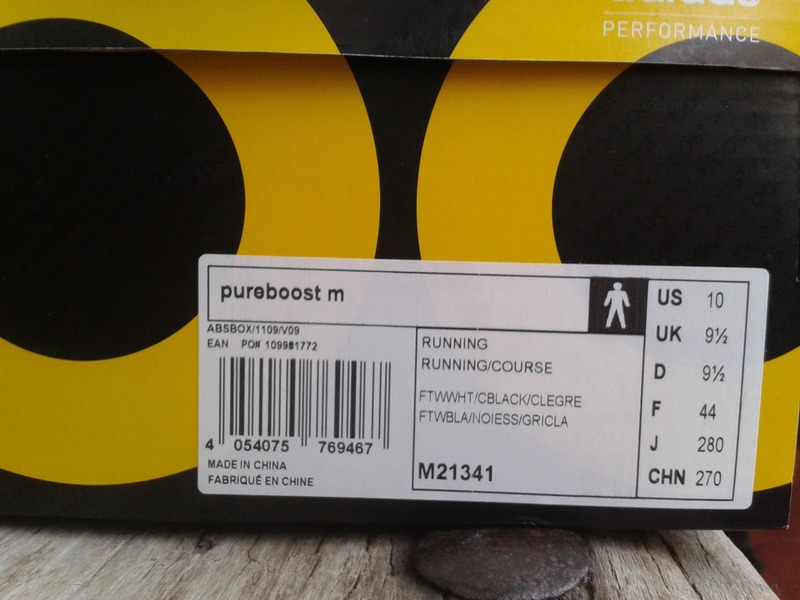 PERFORMANCE
pureboost m
ABSBOX/1109/V09
EAN PO# 109981772
4 054075 769467
MADE IN CHINA
FABRIQUÉ EN CHINE
RUNNING
RUNNING/COURSE
FTWWHT/CBLACK/CLEGRE
FTWBLA/NOIESS/GRICLA
M21341
US 10
UK 9½
D 9½
F 44
J 280
CHN 270